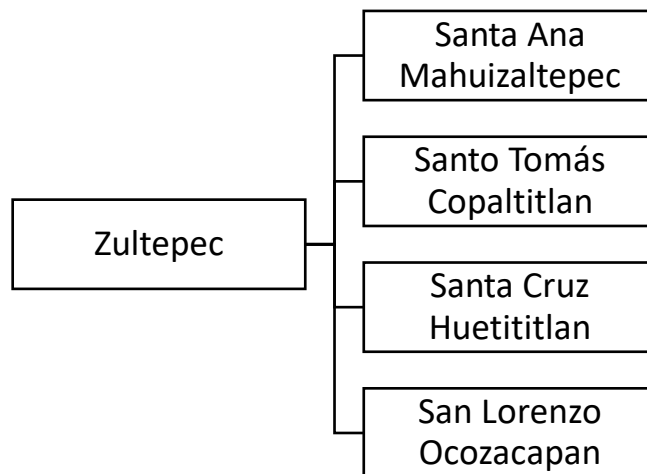 Santa Ana
Mahuizaltepec
Santo Tomás
Copaltitlan
Zultepec
Santa Cruz
Huetititlan
San Lorenzo
Ocozacapan